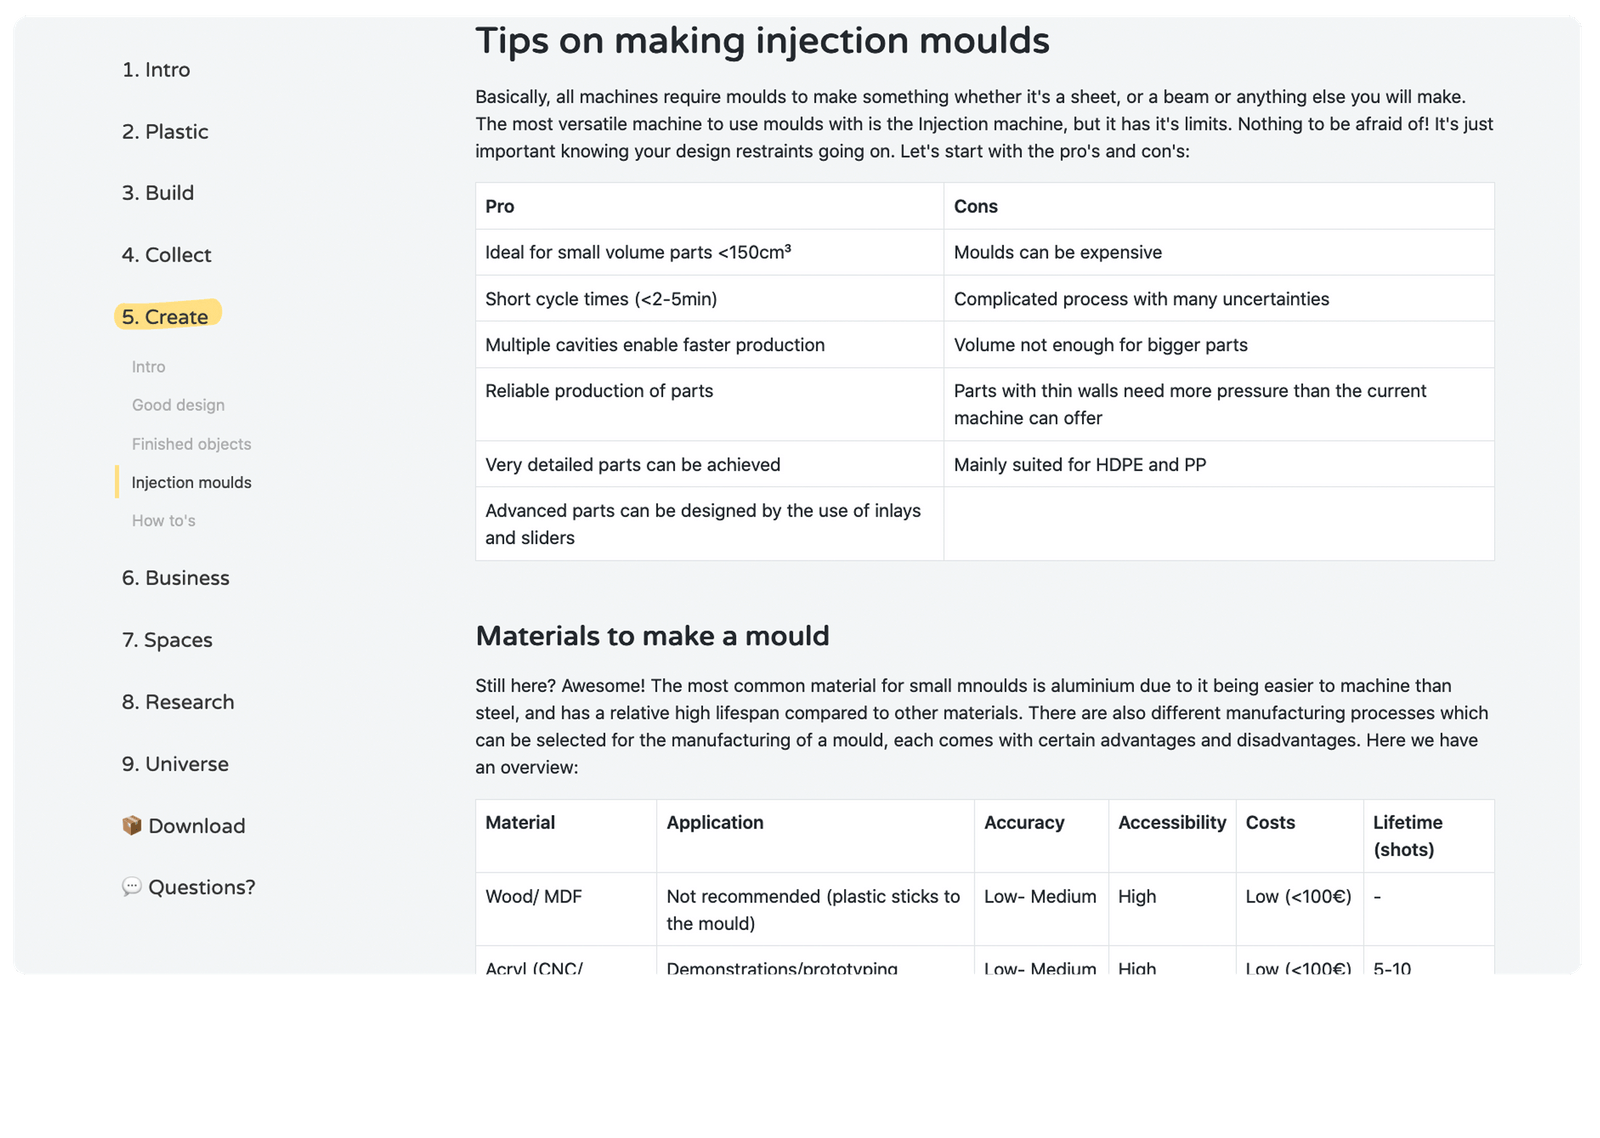 1. Intro
2. Plastic
3. Build
4. Collect
5. Create
Intro
Good design
Finished objects
Injection moulds
How to's
6. Business
7. Spaces
8. Research
9. Universe
📦 Download
💬 Questions?
Tips on making injection moulds
Basically, all machines require moulds to make something whether it's a sheet, or a beam or anything else you will make.
The most versatile machine to use moulds with is the Injection machine, but it has it's limits. Nothing to be afraid of! It's just
important knowing your design restraints going on. Let's start with the pro's and con's:
Pro Cons
Ideal for small volume parts <150cm³ Moulds can be expensive
Short cycle times (<2-5min) Complicated process with many uncertainties
Multiple cavities enable faster production Volume not enough for bigger parts
Reliable production of parts Parts with thin walls need more pressure than the current
machine can offer
Very detailed parts can be achieved Mainly suited for HDPE and PP
Advanced parts can be designed by the use of inlays
and sliders
Materials to make a mould
Still here? Awesome! The most common material for small mnoulds is aluminium due to it being easier to machine than
steel, and has a relative high lifespan compared to other materials. There are also different manufacturing processes which
can be selected for the manufacturing of a mould, each comes with certain advantages and disadvantages. Here we have
an overview:
Material Application Accuracy Accessibility Costs Lifetime
(shots)
Wood/ MDF Not recommended (plastic sticks to Low- Medium High Low (<100€) -
the mould)
Acryl (CNC/ Demonstrations/prototyping Low- Medium High Low (<100€) 5-10